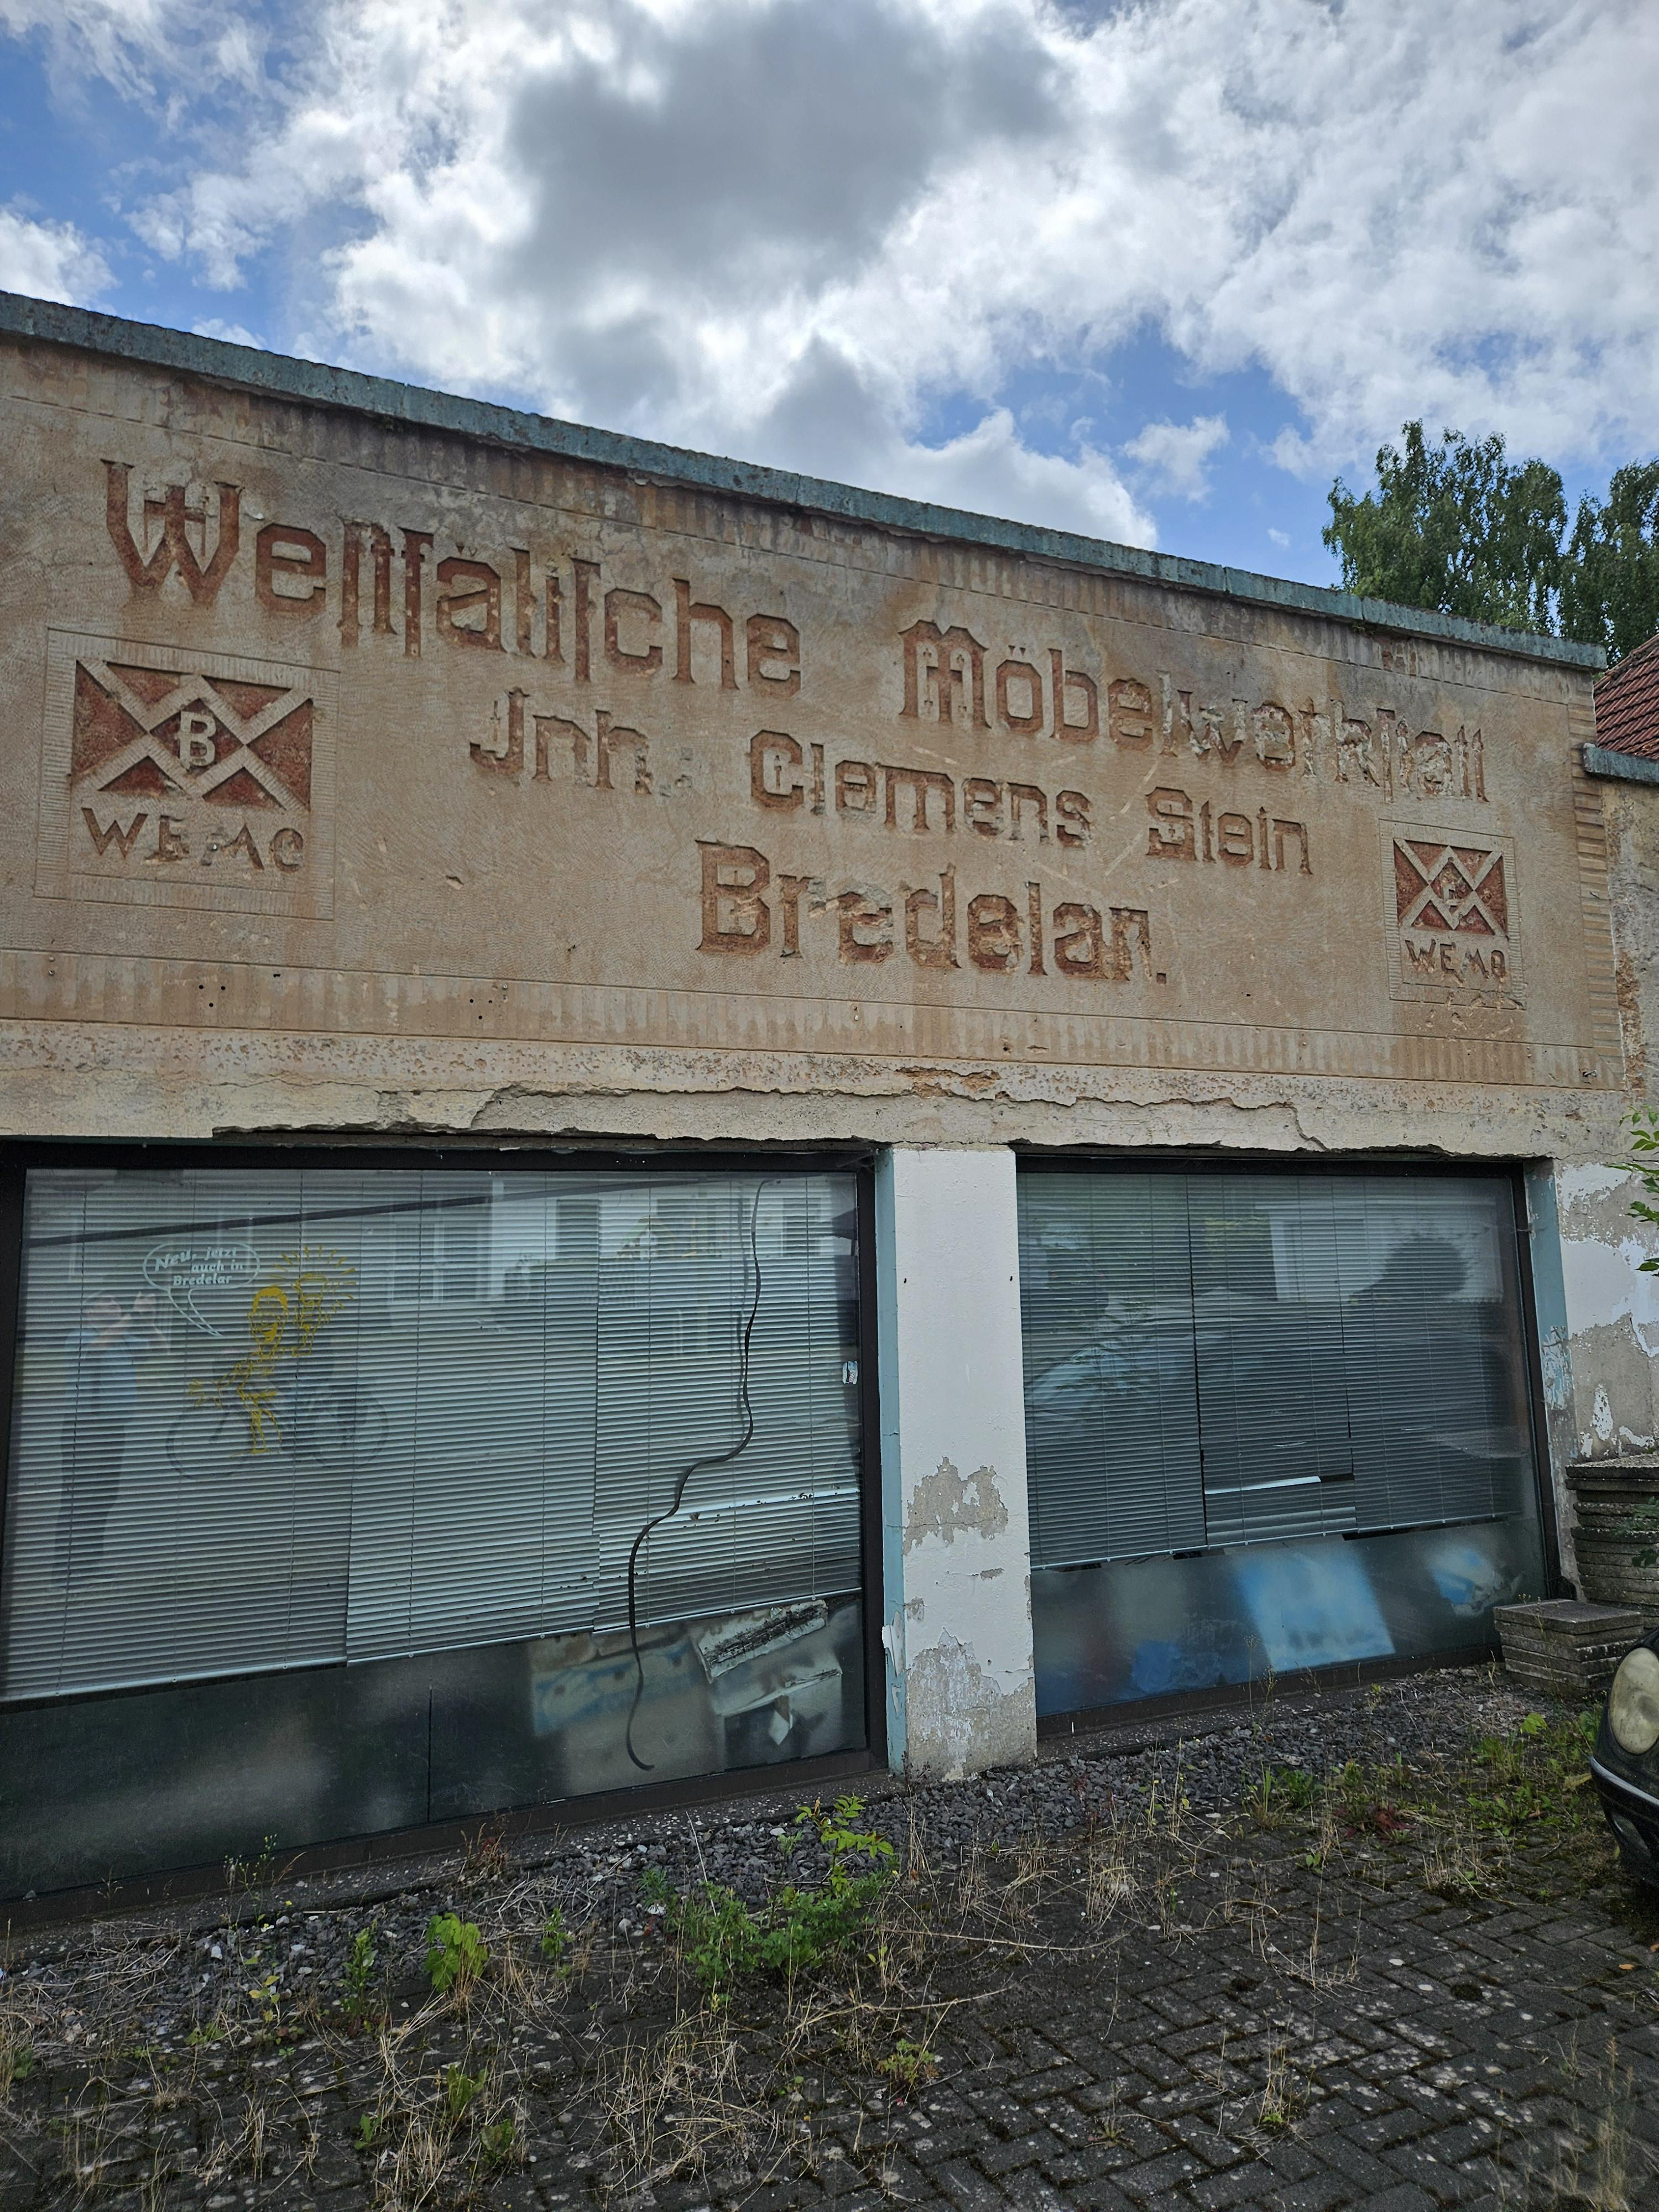 Weſtfäliſche Möbelwerkſtatt
Jnh. Clemens Stein
Bredelar.
B
WEMO
WEMO
Neu, jetzt
auch in
Bredelar